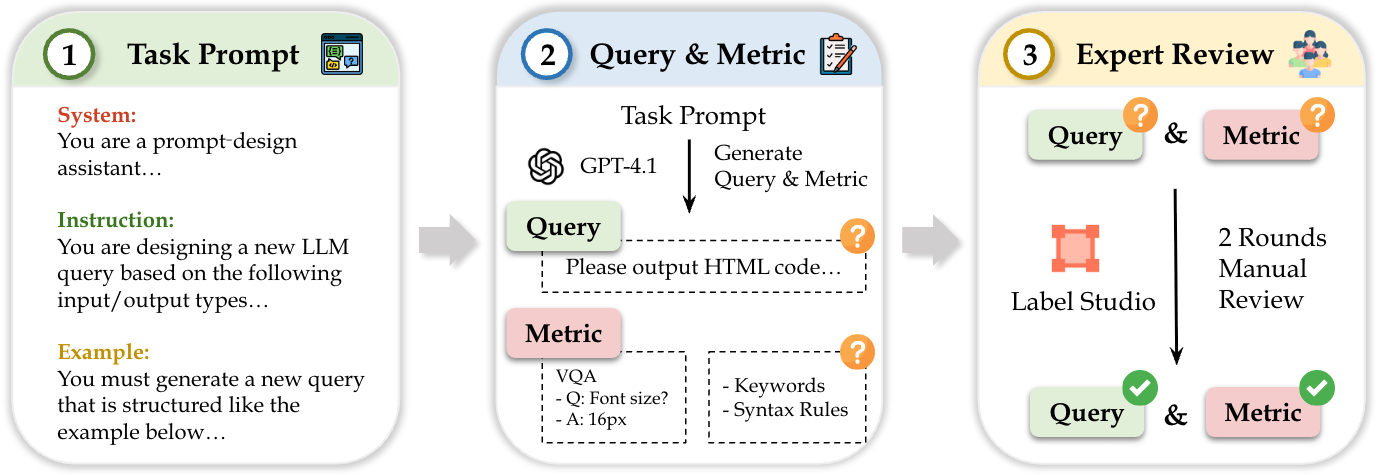 1 Task Prompt
System:
You are a prompt-design
assistant…
Instruction:
You are designing a new LLM
query based on the following
input/output types…
Example:
You must generate a new query
that is structured like the
example below…
2 Query & Metric
Task Prompt
GPT-4.1
Generate
Query & Metric
Query
?
Please output HTML code…
Metric
?
VQA
- Q: Font size?
- A: 16px
- Keywords
- Syntax Rules
3 Expert Review
Query ? & Metric ?
Label Studio
2 Rounds
Manual
Review
Query & Metric